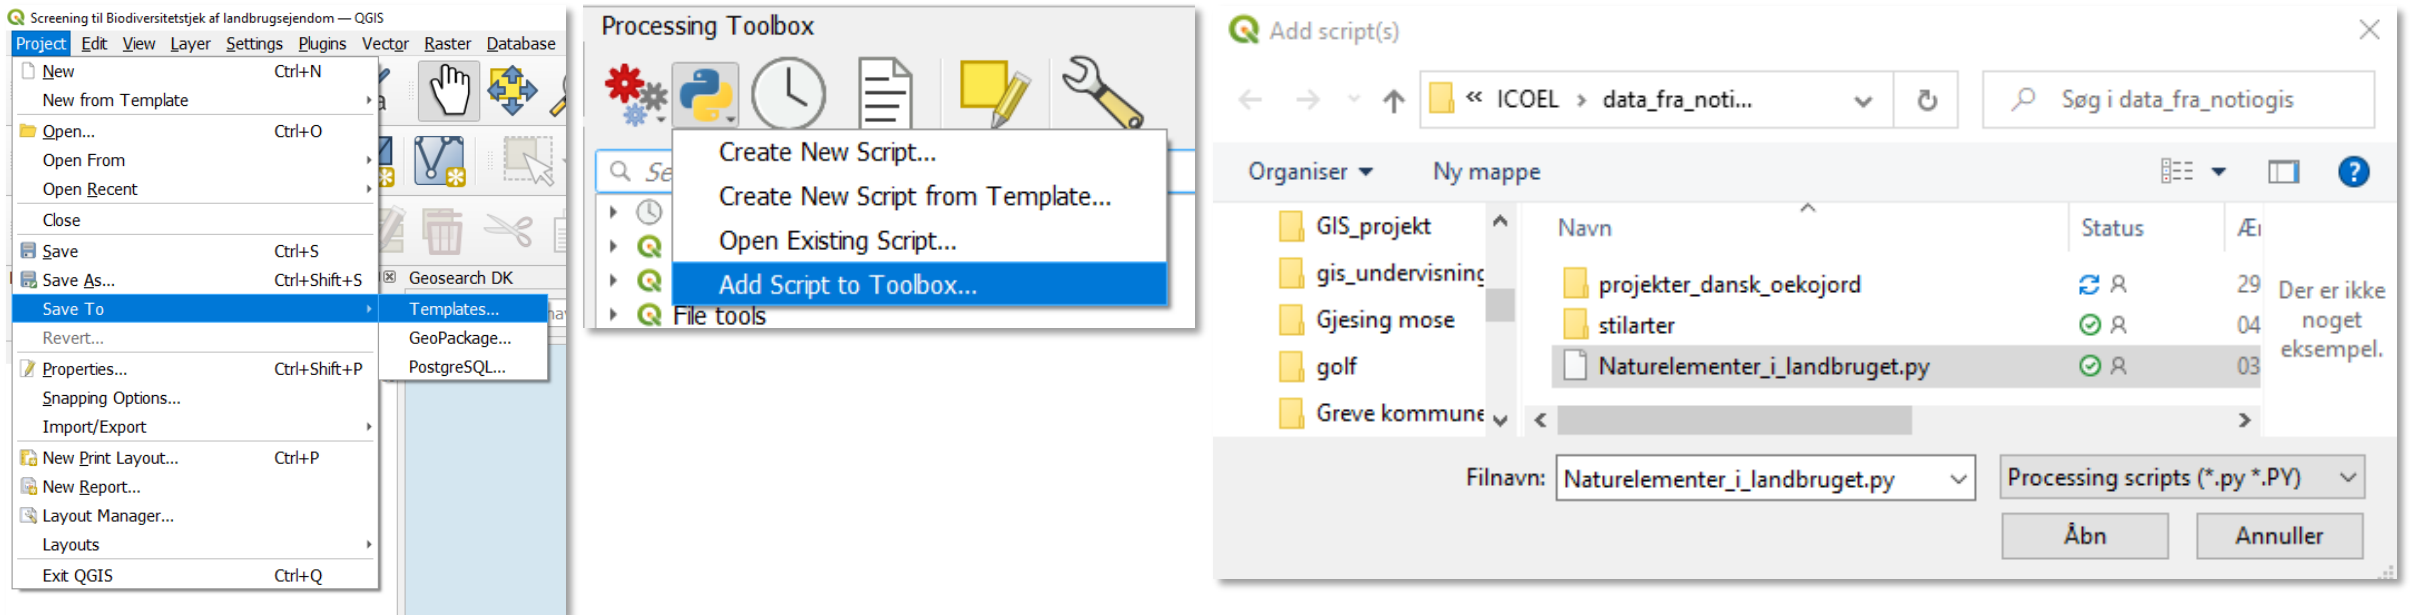 Screening til Biodiversitetstjek af landbrugsejendom — QGIS
Project Edit View Layer Settings Plugins Vector Raster Database
New Ctrl+N
New from Template
Open... Ctrl+O
Open From
Open Recent
Close
Save Ctrl+S
Save As... Ctrl+Shift+S
Save To
Revert...
Properties... Ctrl+Shift+P
Snapping Options...
Import/Export
New Print Layout... Ctrl+P
New Report...
Layout Manager...
Layouts
Exit QGIS Ctrl+Q
Geosearch DK
Templates...
GeoPackage...
PostgreSQL...
Processing Toolbox
Se
Create New Script...
Create New Script from Template...
Open Existing Script...
Add Script to Toolbox...
File tools
Add script(s)
« ICOEL › data_fra_noti...
Søg i data_fra_notiogis
Organiser Ny mappe
GIS_projekt
gis_undervisning
Gjesing mose
golf
Greve kommune
Navn Status Æn
projekter_dansk_oekojord 29
stilarter 04
Naturelementer_i_landbruget.py 03
Der er ikke
noget
eksempel.
Filnavn: Naturelementer_i_landbruget.py Processing scripts (*.py *.PY)
Åbn Annuller